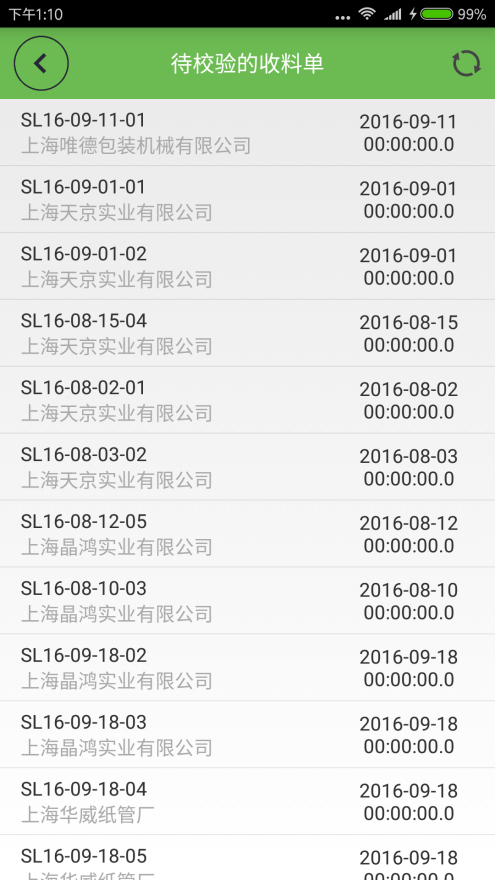 下午1:10
99%
待校验的收料单
SL16-09-11-01
2016-09-11
上海唯德包装机械有限公司
00:00:00.0
SL16-09-01-01
2016-09-01
上海天京实业有限公司
00:00:00.0
SL16-09-01-02
2016-09-01
上海天京实业有限公司
00:00:00.0
SL16-08-15-04
2016-08-15
上海天京实业有限公司
00:00:00.0
SL16-08-02-01
2016-08-02
上海天京实业有限公司
00:00:00.0
SL16-08-03-02
2016-08-03
上海天京实业有限公司
00:00:00.0
SL16-08-12-05
2016-08-12
上海晶鸿实业有限公司
00:00:00.0
SL16-08-10-03
2016-08-10
上海晶鸿实业有限公司
00:00:00.0
SL16-09-18-02
2016-09-18
上海晶鸿实业有限公司
00:00:00.0
SL16-09-18-03
2016-09-18
上海晶鸿实业有限公司
00:00:00.0
SL16-09-18-04
2016-09-18
上海华威纸管厂
00:00:00.0
SL16-09-18-05
2016-09-18
上海华威纸管厂
00:00:00.0